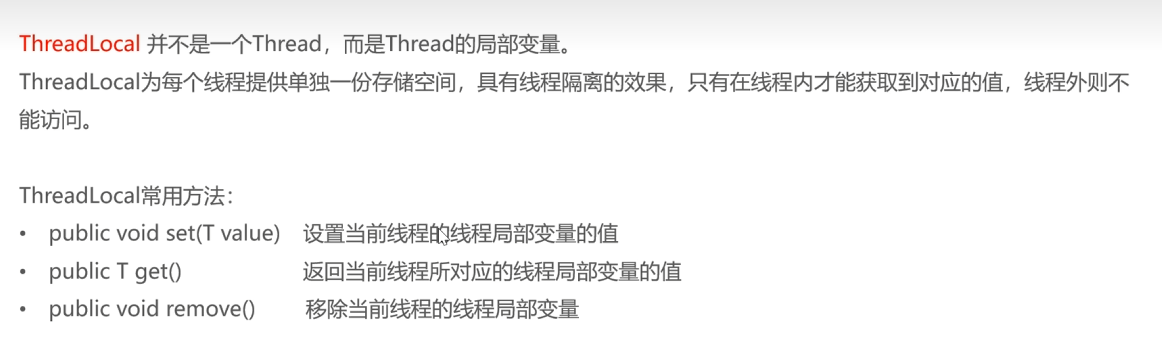 ThreadLocal 并不是一个Thread，而是Thread的局部变量。
ThreadLocal为每个线程提供单独一份存储空间，具有线程隔离的效果，只有在线程内才能获取到对应的值，线程外则不
能访问。
ThreadLocal常用方法：
• public void set(T value) 设置当前线程的线程局部变量的值
• public T get() 返回当前线程所对应的线程局部变量的值
• public void remove() 移除当前线程的线程局部变量